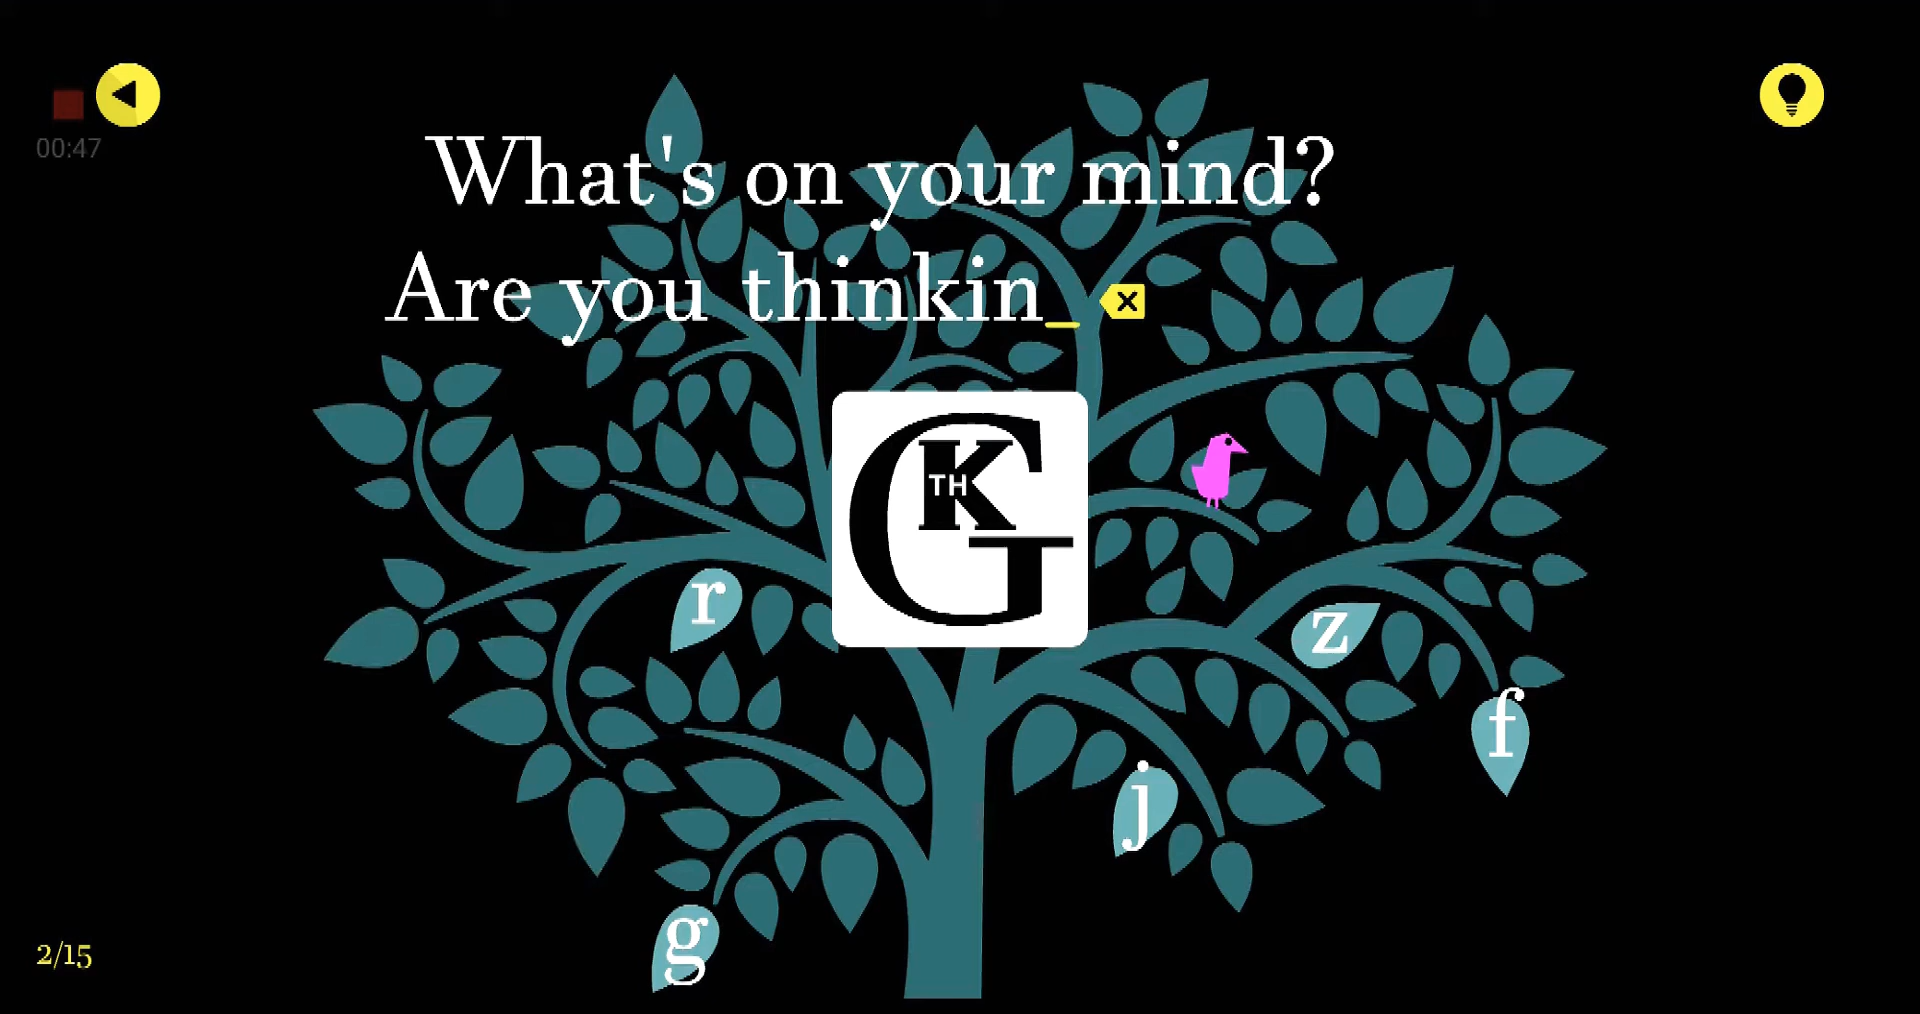 00:47
What's on your mind?
Are you thinkin_
G K TH
r
z
f
j
g
2/15